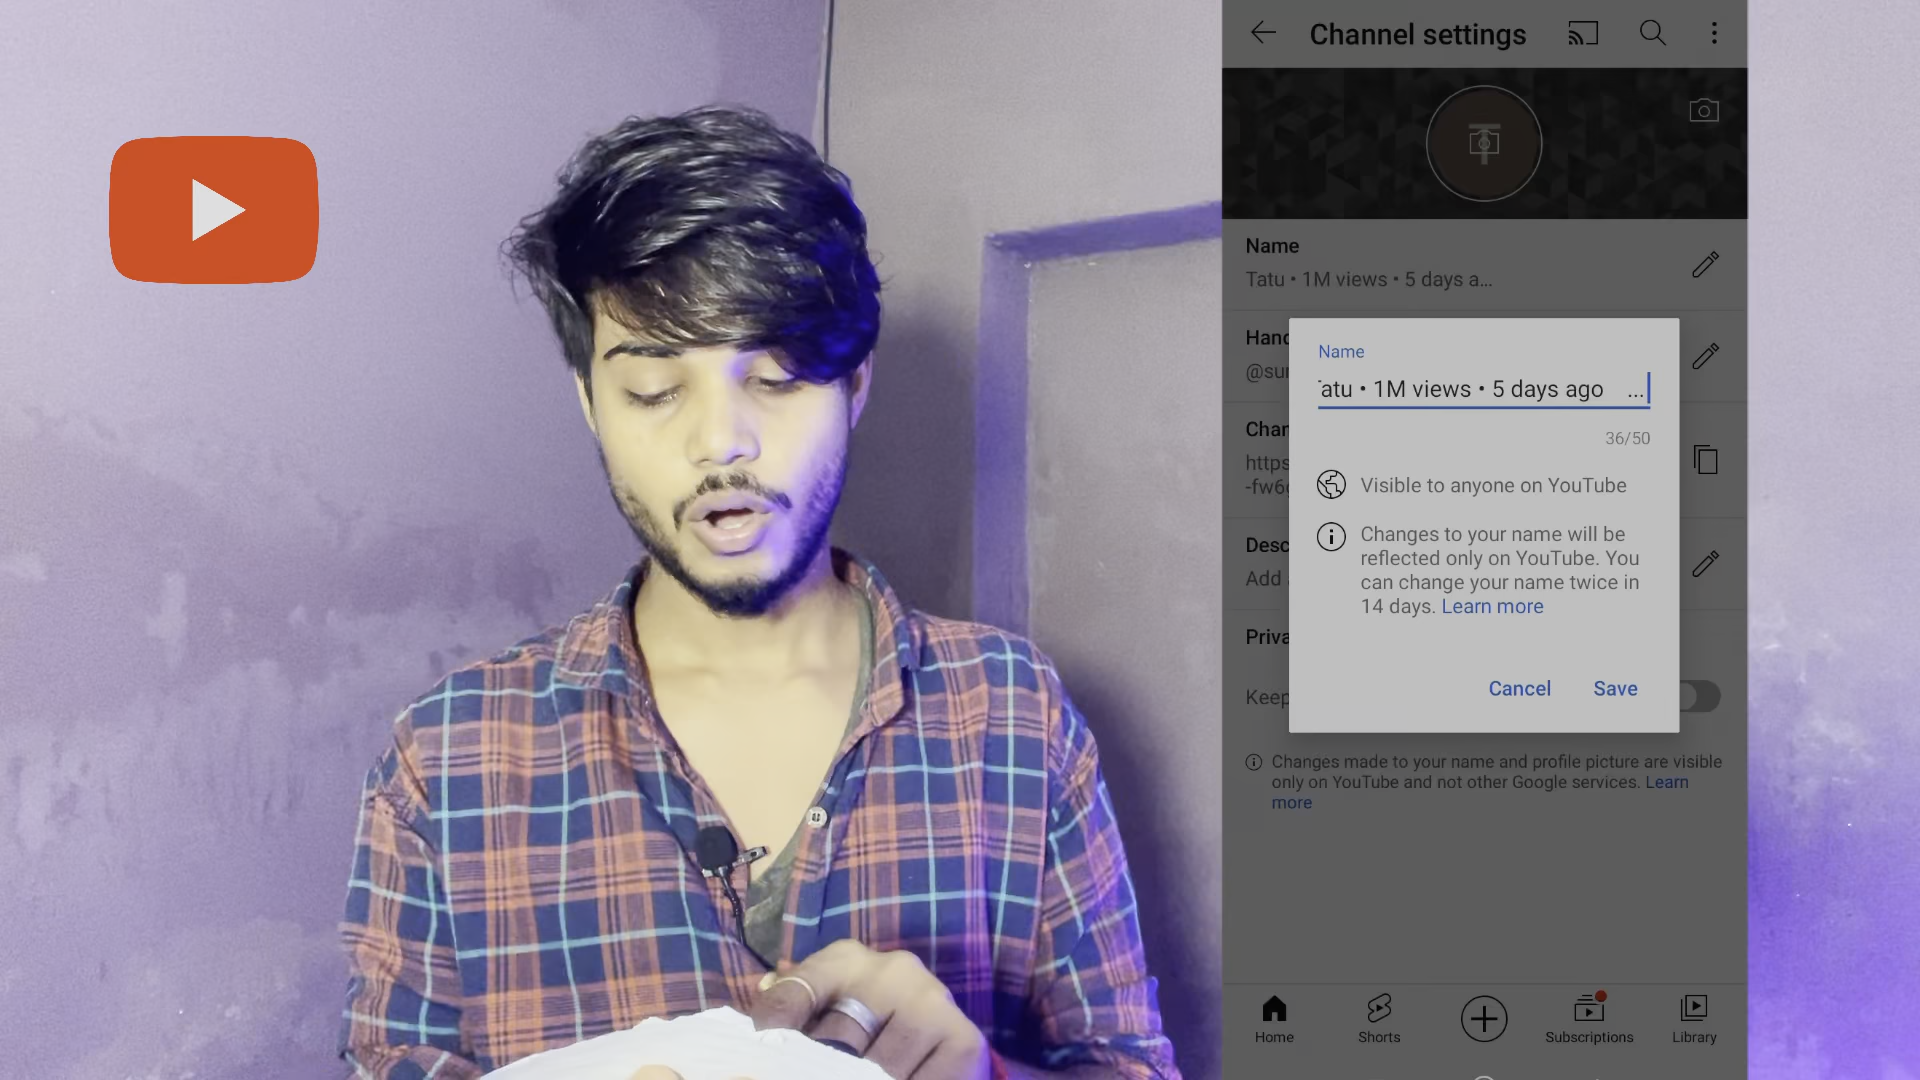 Channel settings
Name
Tatu • 1M views • 5 days a...
Name
atu • 1M views • 5 days ago ...
36/50
Visible to anyone on YouTube
Changes to your name will be
reflected only on YouTube. You
can change your name twice in
14 days. Learn more
Cancel Save
Hand
@sur
Chan
https
-fw6
Desc
Add
Priva
Keep
Changes made to your name and profile picture are visible
only on YouTube and not other Google services. Learn
more
Home
Shorts
Subscriptions
Library